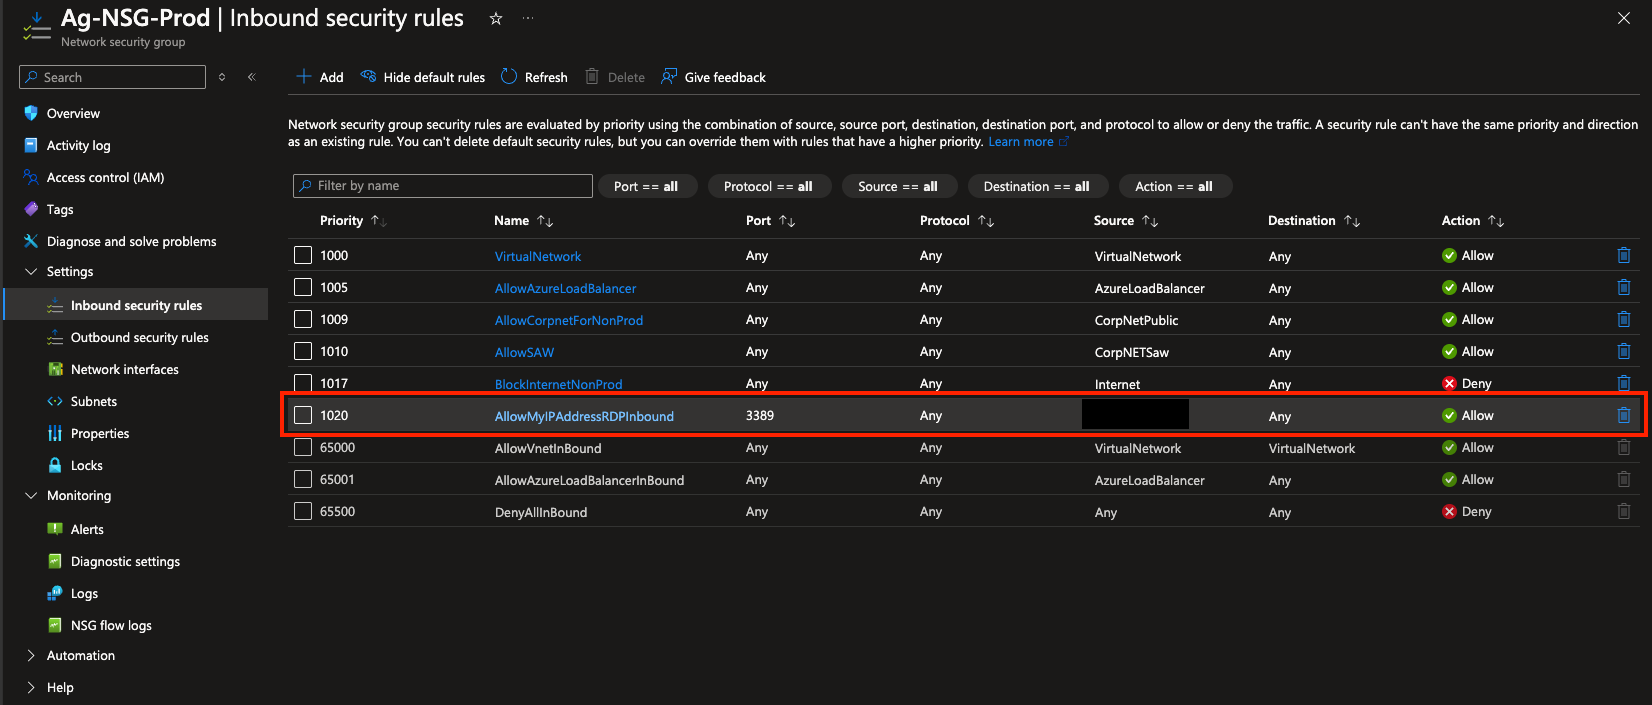 Ag-NSG-Prod | Inbound security rules ☆ ...
Network security group
Search
Add Hide default rules Refresh Delete Give feedback
Overview
Activity log
Access control (IAM)
Tags
Diagnose and solve problems
Settings
Inbound security rules
Outbound security rules
Network interfaces
Subnets
Properties
Locks
Monitoring
Alerts
Diagnostic settings
Logs
NSG flow logs
Automation
Help
Network security group security rules are evaluated by priority using the combination of source, source port, destination, destination port, and protocol to allow or deny the traffic. A security rule can't have the same priority and direction
as an existing rule. You can't delete default security rules, but you can override them with rules that have a higher priority. Learn more
Filter by name Port == all Protocol == all Source == all Destination == all Action == all
Priority ↑↓ Name ↑↓ Port ↑↓ Protocol ↑↓ Source ↑↓ Destination ↑↓ Action ↑↓
1000 VirtualNetwork Any Any VirtualNetwork Any Allow
1005 AllowAzureLoadBalancer Any Any AzureLoadBalancer Any Allow
1009 AllowCorpnetForNonProd Any Any CorpNetPublic Any Allow
1010 AllowSAW Any Any CorpNETSaw Any Allow
1017 BlockInternetNonProd Any Any Internet Any Deny
1020 AllowMyIPAddressRDPInbound 3389 Any Any Allow
65000 AllowVnetInBound Any Any VirtualNetwork VirtualNetwork Allow
65001 AllowAzureLoadBalancerInBound Any Any AzureLoadBalancer Any Allow
65500 DenyAllInBound Any Any Any Any Deny